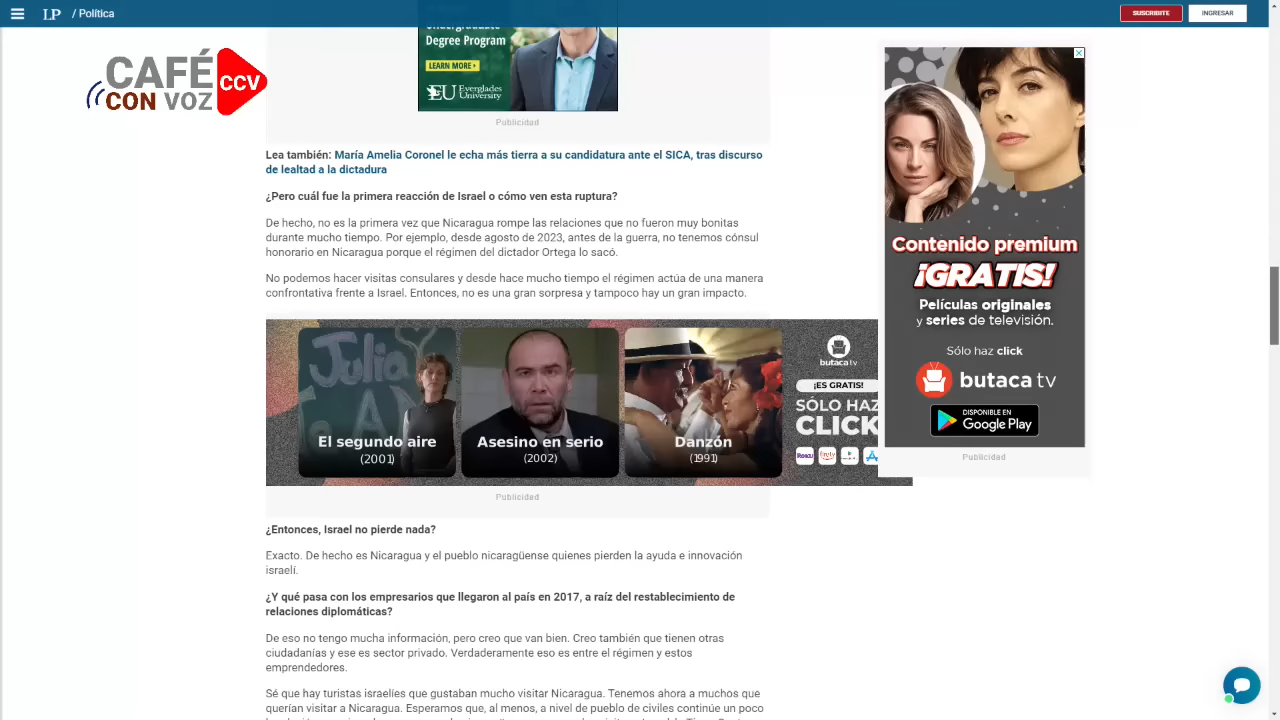 LP / Política
SUSCRIBITE
INGRESAR
CAFÉ
CON VOZ
CCV
Degree Program
LEARN MORE
EU Everglades
University
Publicidad
Lea también: María Amelia Coronel le echa más tierra a su candidatura ante el SICA, tras discurso
de lealtad a la dictadura
¿Pero cuál fue la primera reacción de Israel o cómo ven esta ruptura?
De hecho, no es la primera vez que Nicaragua rompe las relaciones que no fueron muy bonitas
durante mucho tiempo. Por ejemplo, desde agosto de 2023, antes de la guerra, no tenemos cónsul
honorario en Nicaragua porque el régimen del dictador Ortega lo sacó.
No podemos hacer visitas consulares y desde hace mucho tiempo el régimen actúa de una manera
confrontativa frente a Israel. Entonces, no es una gran sorpresa y tampoco hay un gran impacto.
El segundo aire
(2001)
Asesino en serio
(2002)
Danzón
(1991)
butaca tv
¡ES GRATIS!
SÓLO HAZ
CLICK
Roku
Publicidad
¿Entonces, Israel no pierde nada?
Exacto. De hecho es Nicaragua y el pueblo nicaragüense quienes pierden la ayuda e innovación
israelí.
¿Y qué pasa con los empresarios que llegaron al país en 2017, a raíz del restablecimiento de
relaciones diplomáticas?
De eso no tengo mucha información, pero creo que van bien. Creo también que tienen otras
ciudadanías y ese es sector privado. Verdaderamente eso es entre el régimen y estos
emprendedores.
Sé que hay turistas israelíes que gustaban mucho visitar Nicaragua. Tenemos ahora a muchos que
querían visitar a Nicaragua. Esperamos que, al menos, a nivel de pueblo de civiles continúe un poco
Contenido premium
¡GRATIS!
Películas originales
y series de televisión.
Sólo haz click
butaca tv
DISPONIBLE EN
Google Play
Publicidad